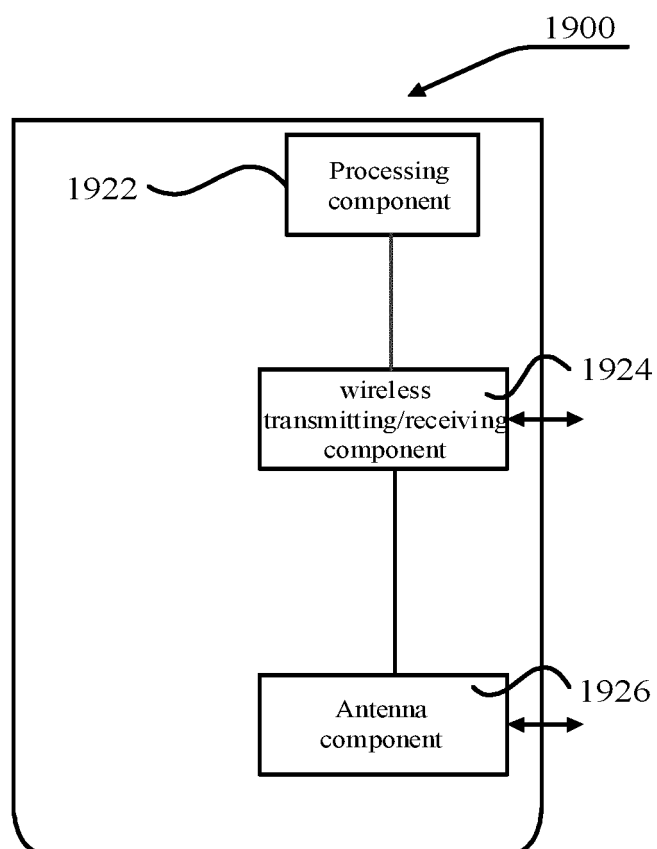 1900
Processing
component
1922
wireless
transmitting/receiving
component
1924
Antenna
component
1926